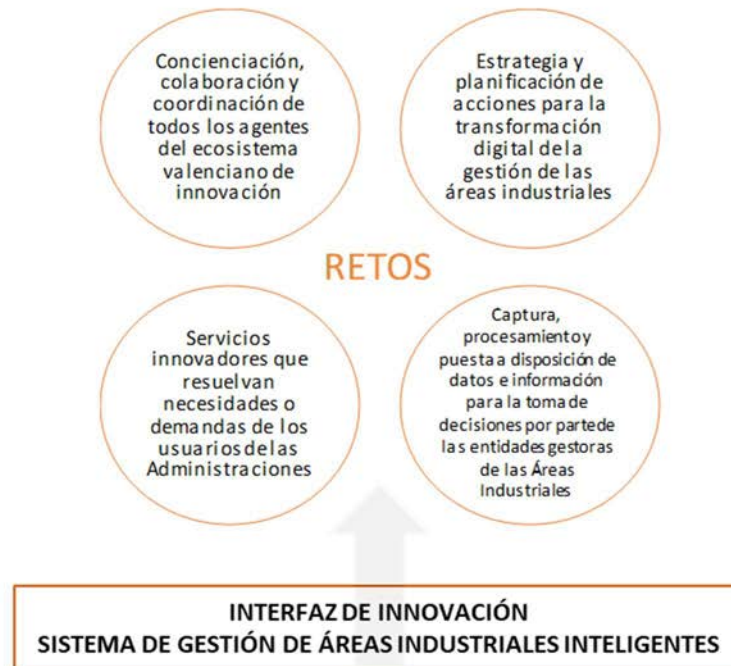 Concienciación,
colaboración y
coordinación de
todos los agentes
del ecosistema
valenciano de
innovación
Estrategia y
planificación de
acciones para la
transformación
digital de la
gestión de las
áreas industriales
RETOS
Servicios
innovadores que
resuelvan
necesidades o
demandas de los
usuarios de las
Administraciones
Captura,
procesamiento y
puesta a disposición de
datos e información
para la toma de
decisiones por parte de
las entidades gestoras
de las Áreas
Industriales
INTERFAZ DE INNOVACIÓN
SISTEMA DE GESTIÓN DE ÁREAS INDUSTRIALES INTELIGENTES